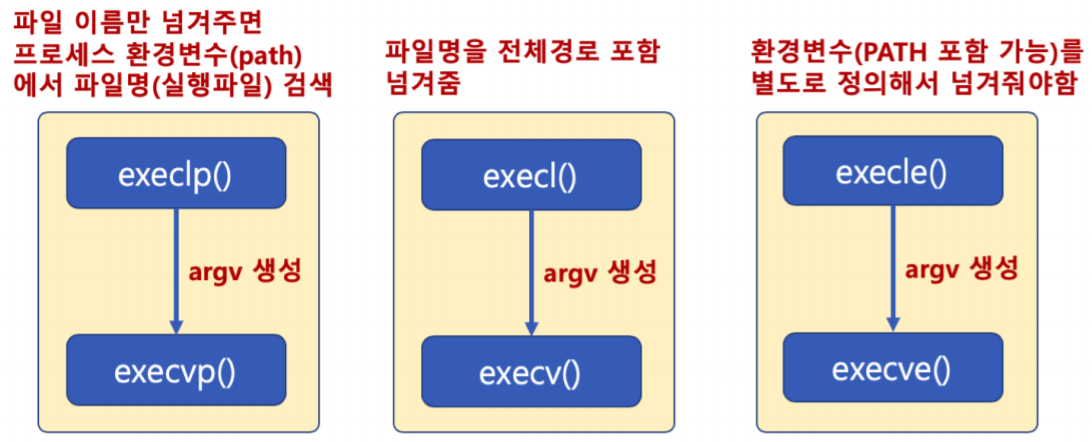 파일 이름만 넘겨주면
프로세스 환경변수(path)
에서 파일명(실행파일) 검색
execlp()
argv 생성
execvp()
파일명을 전체경로 포함
넘겨줌
execl()
argv 생성
execv()
환경변수(PATH 포함 가능)를
별도로 정의해서 넘겨줘야함
execle()
argv 생성
execve()